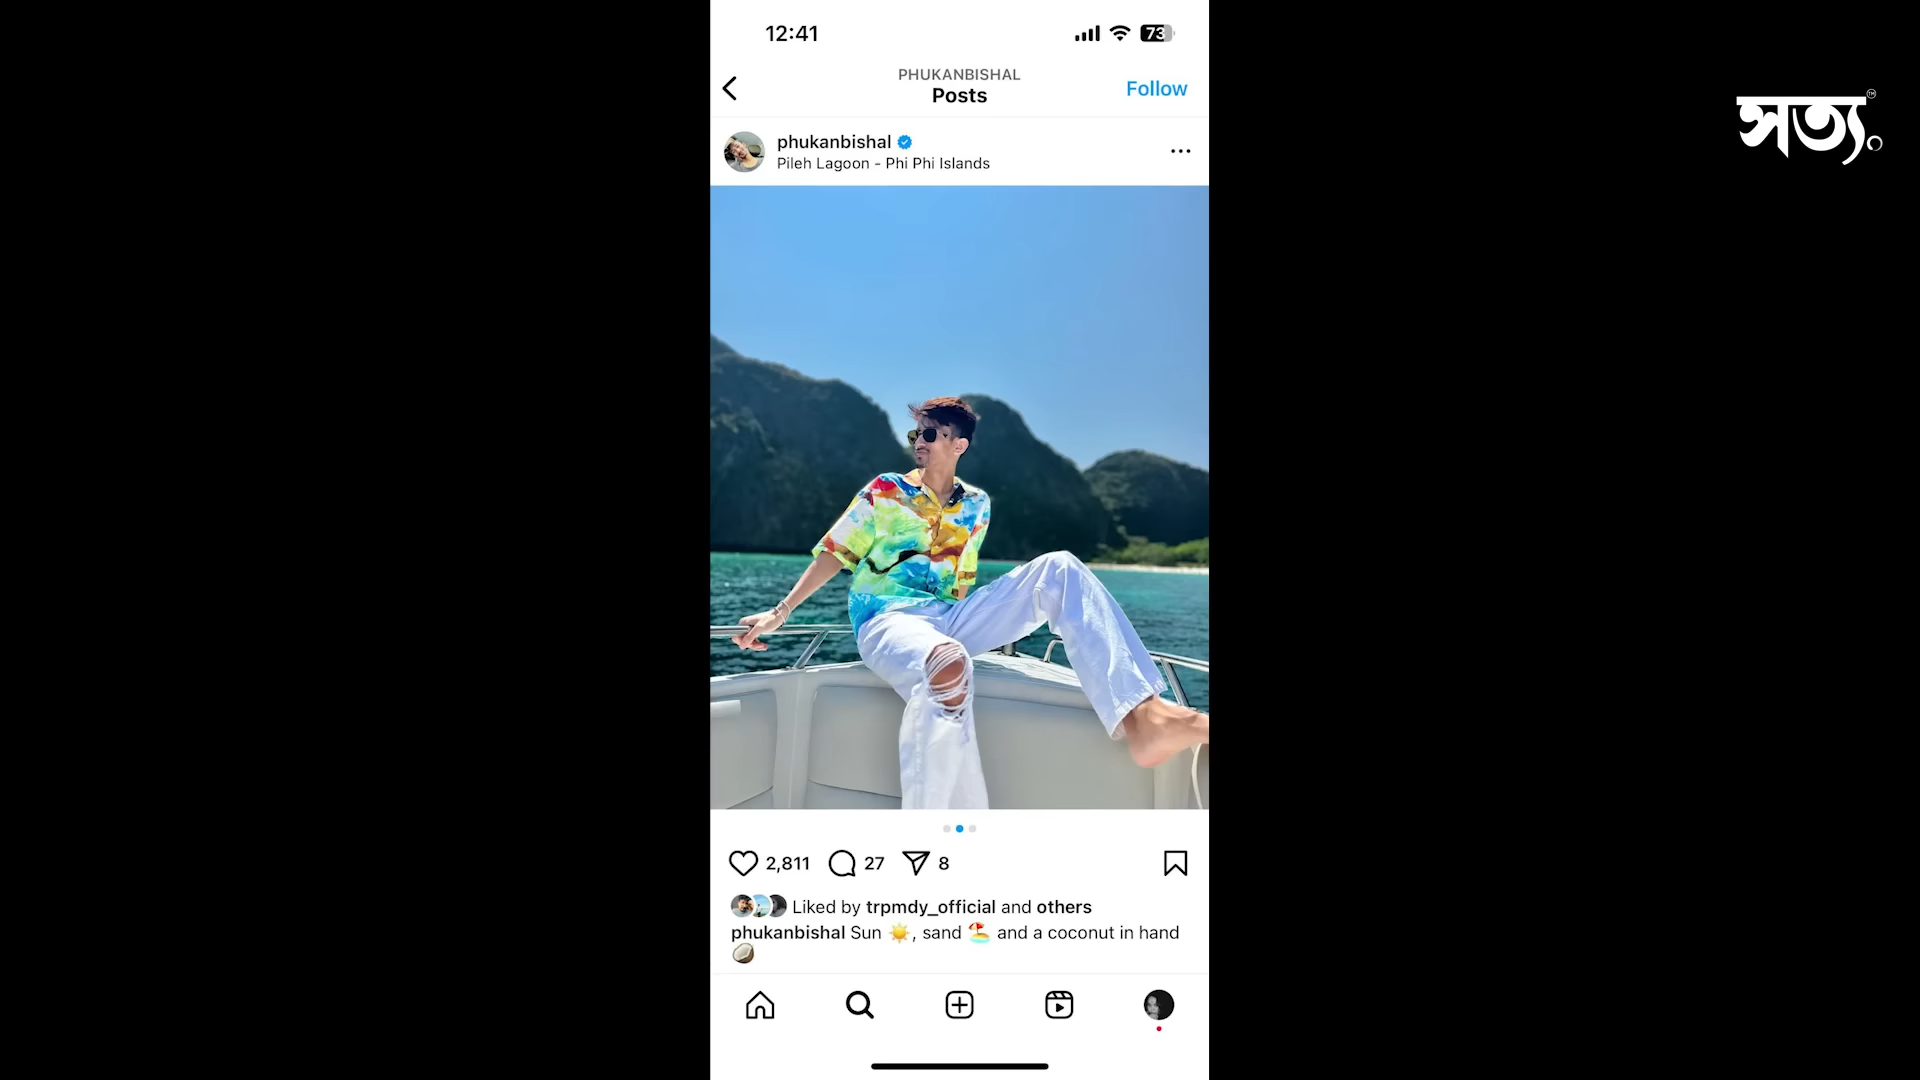 12:41
73
PHUKANBISHAL
Posts
Follow
phukanbishal
Pileh Lagoon - Phi Phi Islands
সত্য
TM
2,811
27
8
Liked by trpmdy_official and others
phukanbishal Sun ☀️, sand 🏖️ and a coconut in hand
🥥